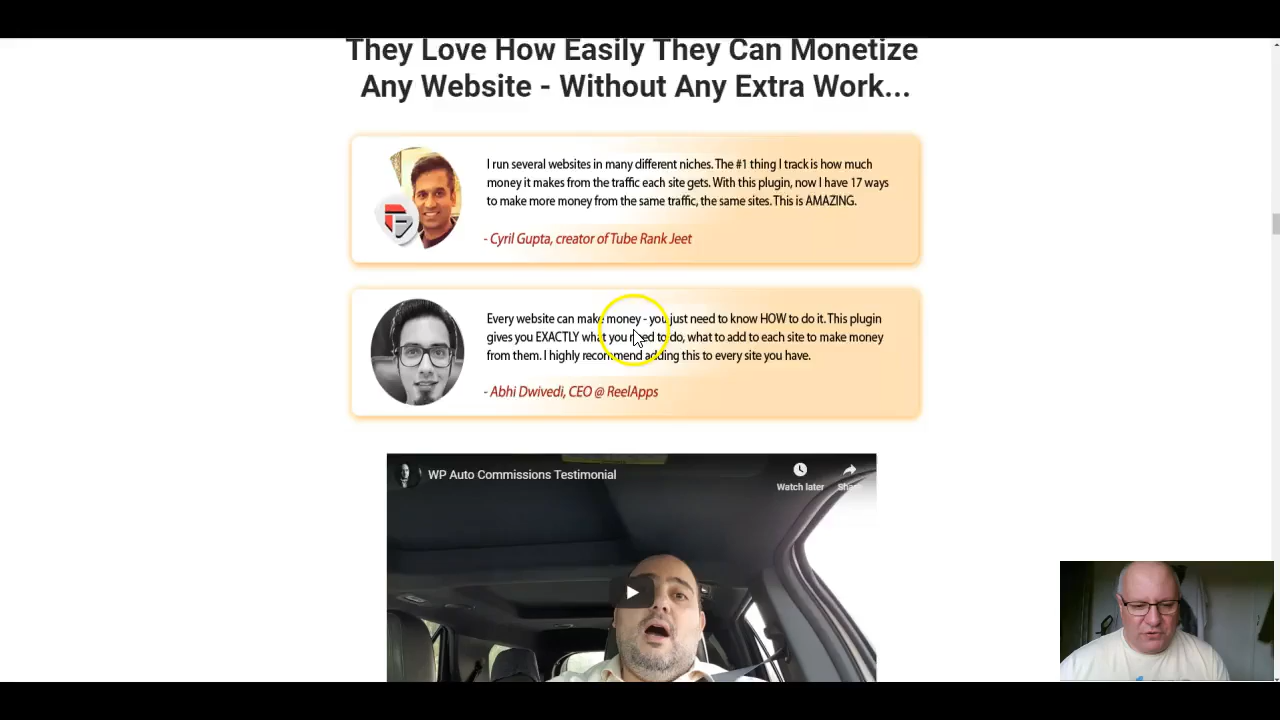 They Love How Easily They Can Monetize
Any Website - Without Any Extra Work...
I run several websites in many different niches. The #1 thing I track is how much
money it makes from the traffic each site gets. With this plugin, now I have 17 ways
to make more money from the same traffic, the same sites. This is AMAZING.
- Cyril Gupta, creator of Tube Rank Jeet
Every website can make money - you just need to know HOW to do it. This plugin
gives you EXACTLY what you need to do, what to add to each site to make money
from them. I highly recommend adding this to every site you have.
- Abhi Dwivedi, CEO @ ReelApps
WP Auto Commissions Testimonial
Watch later
Share